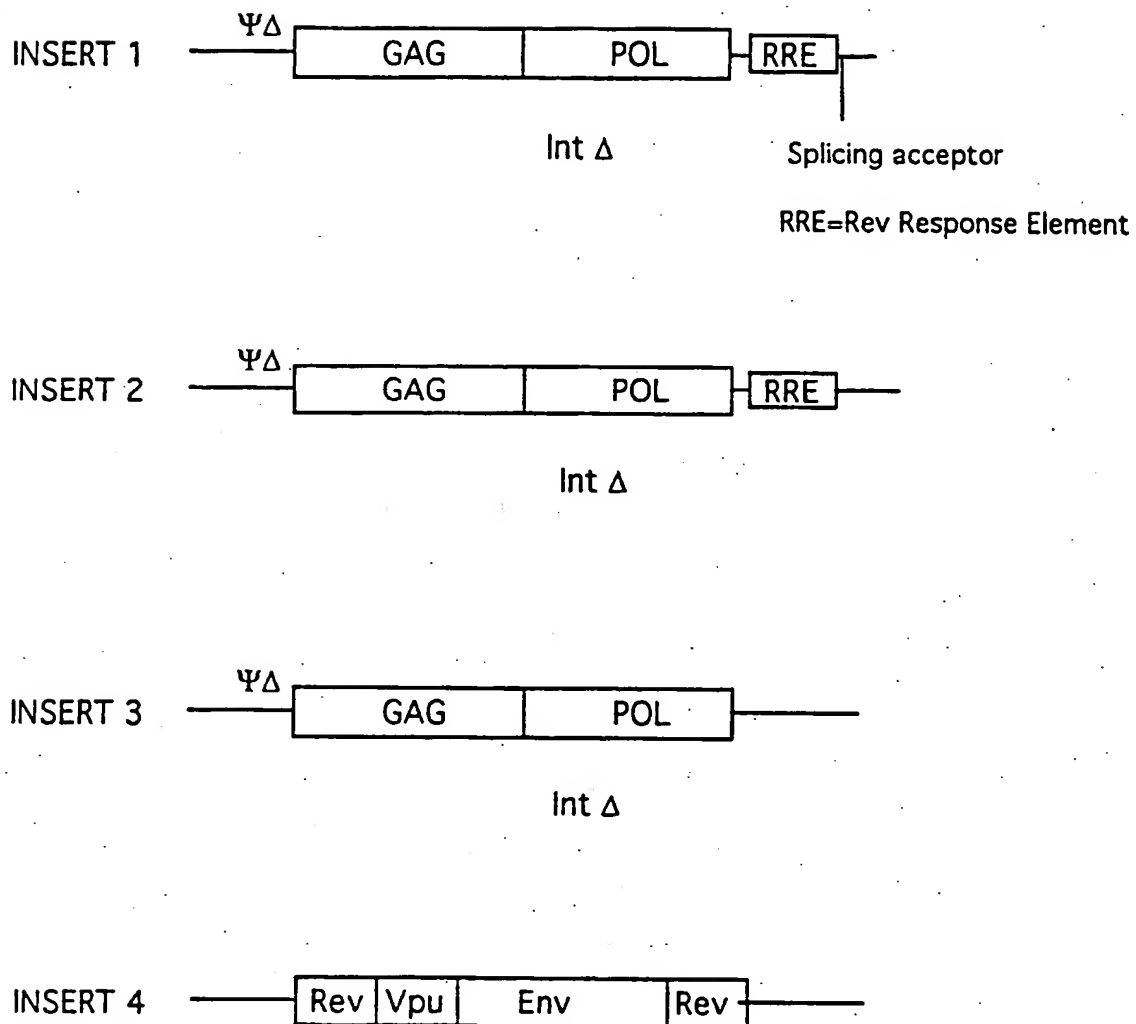 ΨΔ
INSERT 1 GAG POL RRE
Int Δ Splicing acceptor
RRE=Rev Response Element
ΨΔ
INSERT 2 GAG POL RRE
Int Δ
ΨΔ
INSERT 3 GAG POL
Int Δ
INSERT 4 Rev Vpu Env Rev